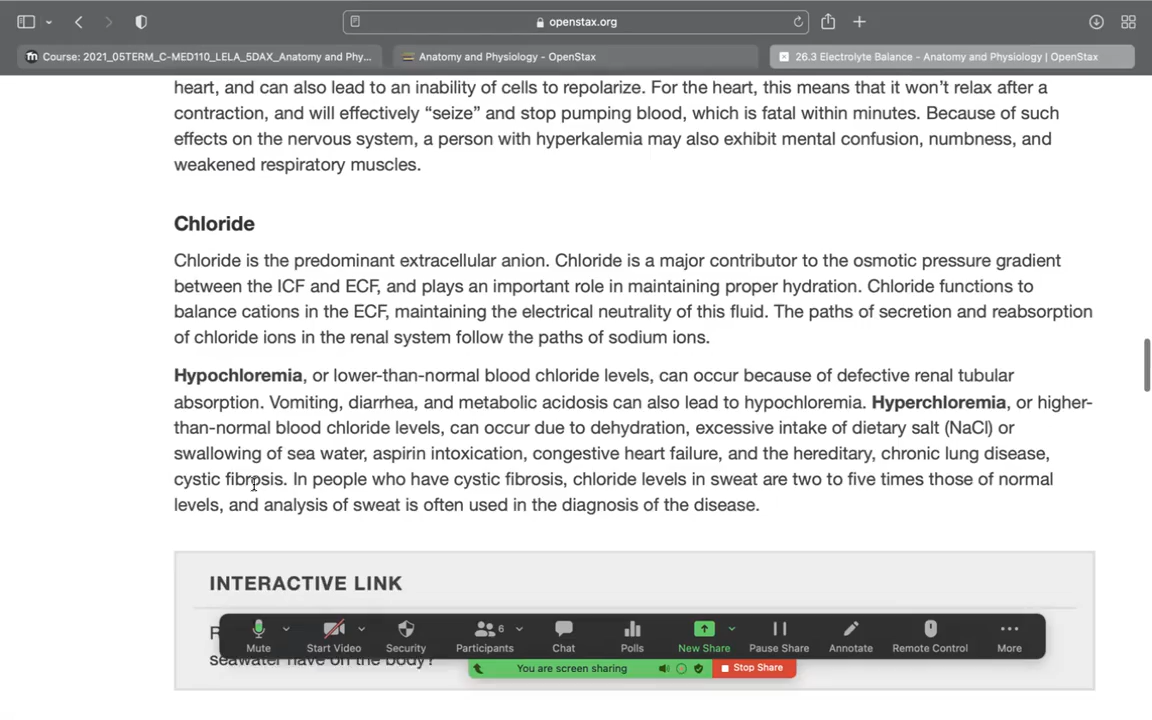 openstax.org
Course: 2021_05TERM_C-MED110_LELA_5DAX_Anatomy and Phy...
Anatomy and Physiology - OpenStax
26.3 Electrolyte Balance - Anatomy and Physiology | OpenStax
heart, and can also lead to an inability of cells to repolarize. For the heart, this means that it won’t relax after a
contraction, and will effectively “seize” and stop pumping blood, which is fatal within minutes. Because of such
effects on the nervous system, a person with hyperkalemia may also exhibit mental confusion, numbness, and
weakened respiratory muscles.
Chloride
Chloride is the predominant extracellular anion. Chloride is a major contributor to the osmotic pressure gradient
between the ICF and ECF, and plays an important role in maintaining proper hydration. Chloride functions to
balance cations in the ECF, maintaining the electrical neutrality of this fluid. The paths of secretion and reabsorption
of chloride ions in the renal system follow the paths of sodium ions.
Hypochloremia, or lower-than-normal blood chloride levels, can occur because of defective renal tubular
absorption. Vomiting, diarrhea, and metabolic acidosis can also lead to hypochloremia. Hyperchloremia, or higher-
than-normal blood chloride levels, can occur due to dehydration, excessive intake of dietary salt (NaCl) or
swallowing of sea water, aspirin intoxication, congestive heart failure, and the hereditary, chronic lung disease,
cystic fibrosis. In people who have cystic fibrosis, chloride levels in sweat are two to five times those of normal
levels, and analysis of sweat is often used in the diagnosis of the disease.
INTERACTIVE LINK
seawater have on the body?
6
Mute
Start Video
Security
Participants
Chat
Polls
New Share
Pause Share
Annotate
Remote Control
More
You are screen sharing
Stop Share